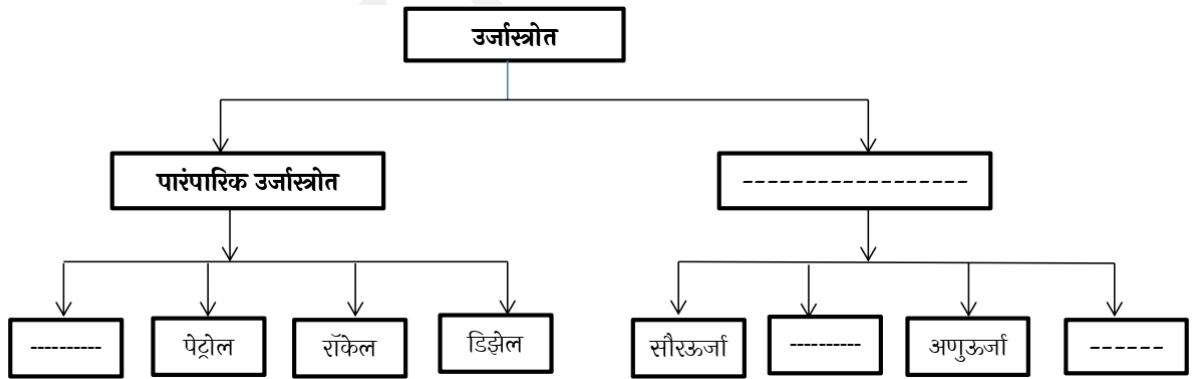 उर्जास्त्रोत
पारंपारिक उर्जास्त्रोत ------------------
---------- पेट्रोल रॉकेल डिझेल सौरऊर्जा ---------- अणुऊर्जा ------